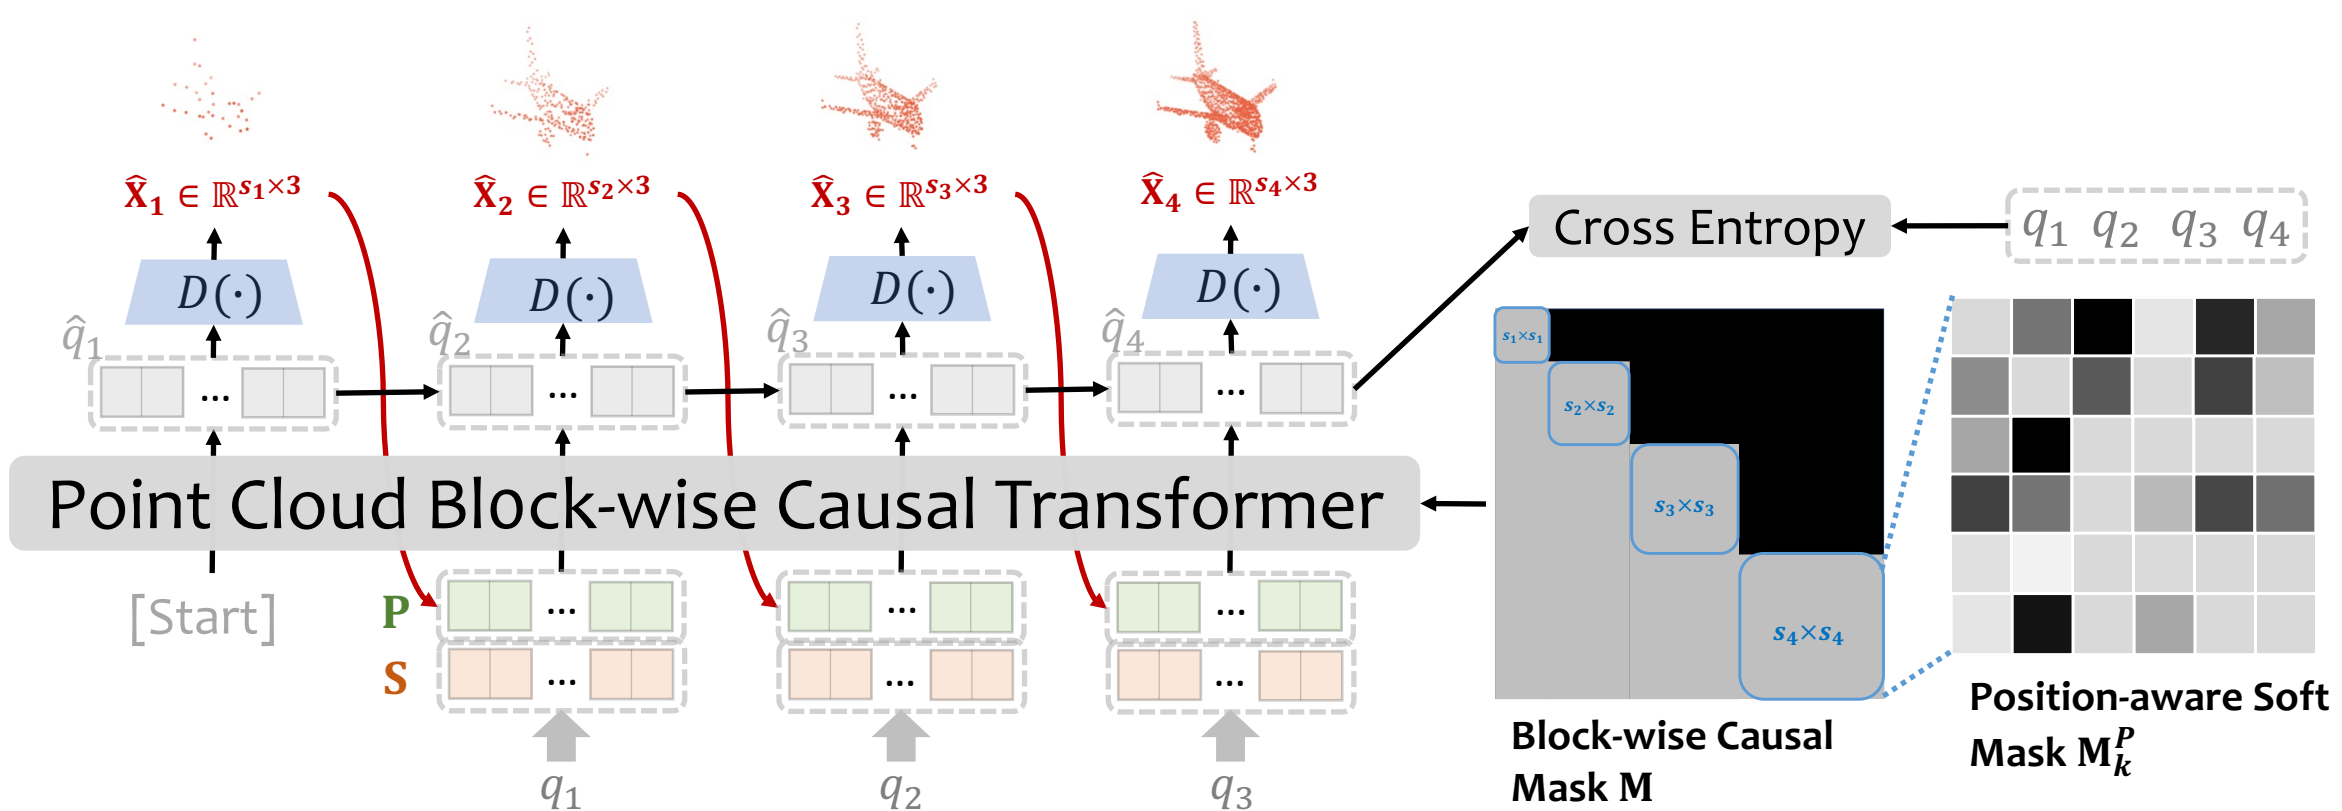 X̂₁ ∈ ℝ^{s₁×3} X̂₂ ∈ ℝ^{s₂×3} X̂₃ ∈ ℝ^{s₃×3} X̂₄ ∈ ℝ^{s₄×3}
Cross Entropy
q₁ q₂ q₃ q₄
D(·) D(·) D(·) D(·)
q̂₁ q̂₂ q̂₃ q̂₄
... ... ... ...
s₁×s₁
s₂×s₂
s₃×s₃
s₄×s₄
Point Cloud Bl0ck-wise Causal Transformer
[Start]
P ... ... ...
S ... ... ...
q₁ q₂ q₃
Block-wise Causal
Mask M
Position-aware Soft
Mask M_k^P